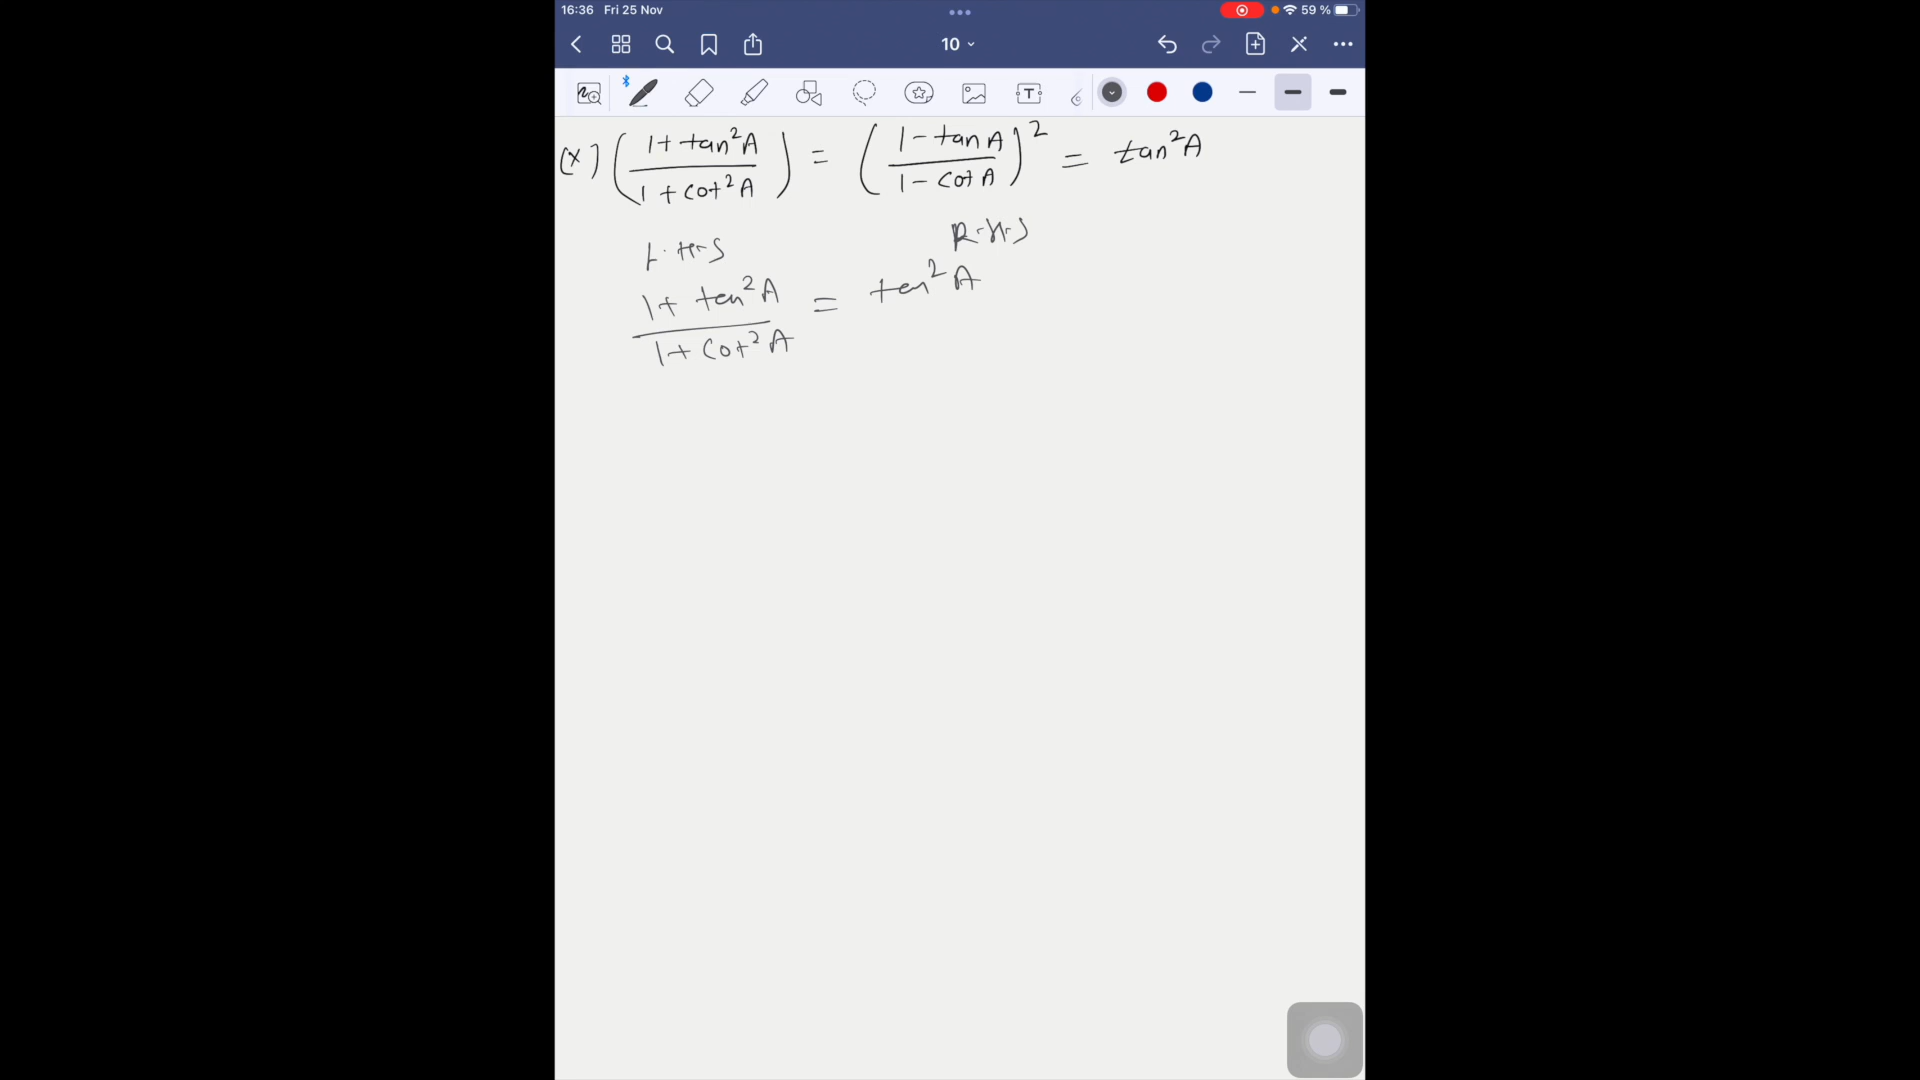 16:36 Fri 25 Nov 59 %
10
T
(x) ( 1 + tan²A / 1 + cot²A ) = ( 1 - tan A / 1 - cot A )² = tan²A
L.H.S R.H.S
1 + tan²A / 1 + cot²A = tan²A